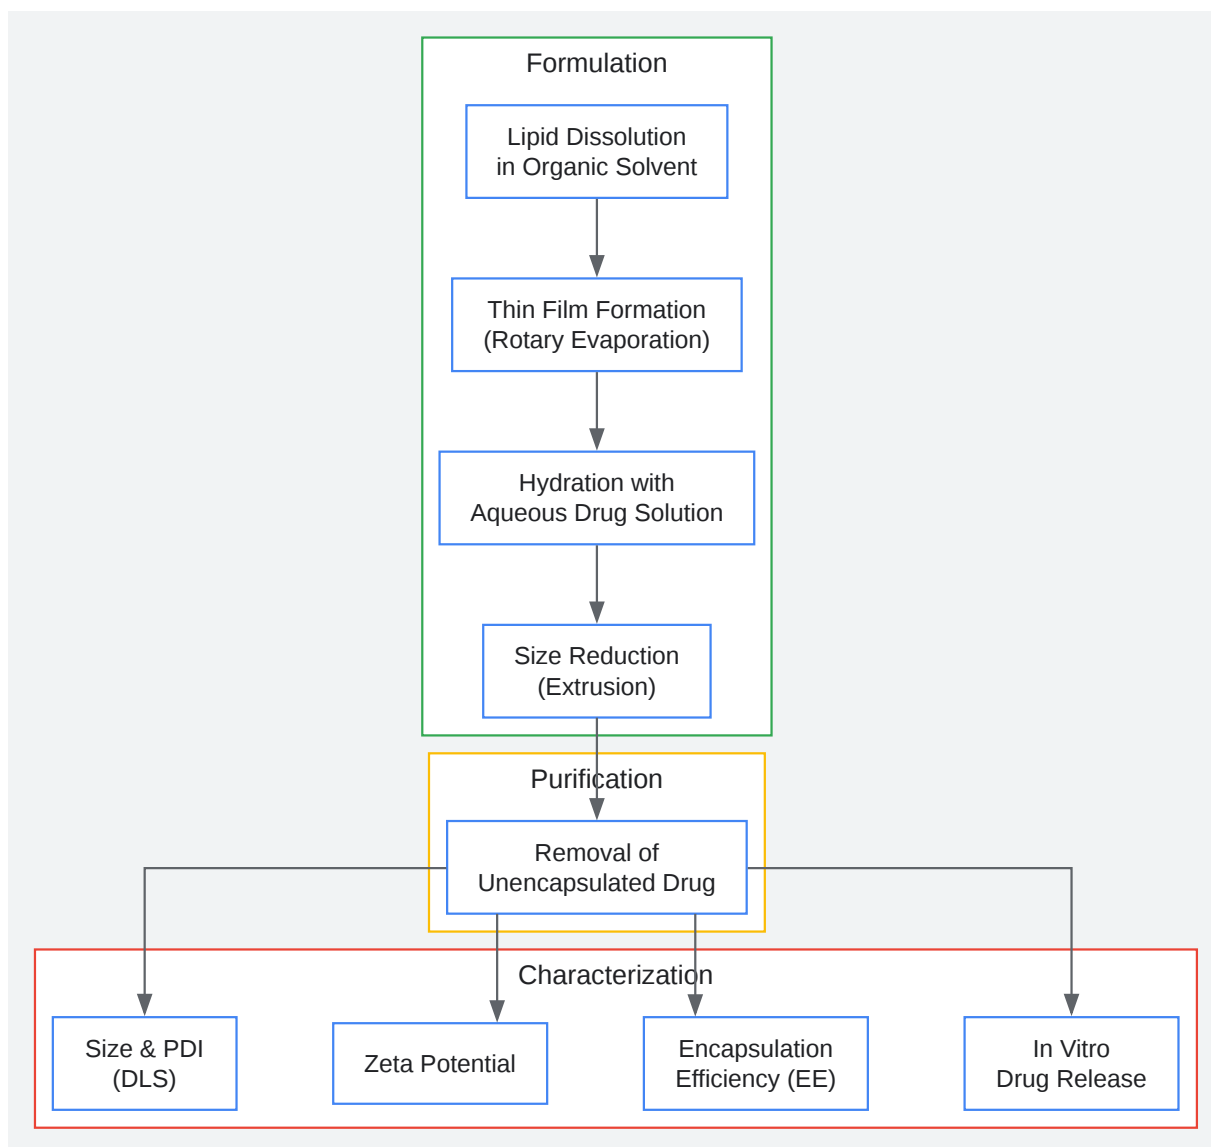 Formulation
Lipid Dissolution
in Organic Solvent
Thin Film Formation
(Rotary Evaporation)
Hydration with
Aqueous Drug Solution
Size Reduction
(Extrusion)
Purification
Removal of
Unencapsulated Drug
Characterization
Size & PDI
(DLS)
Zeta Potential
Encapsulation
Efficiency (EE)
In Vitro
Drug Release